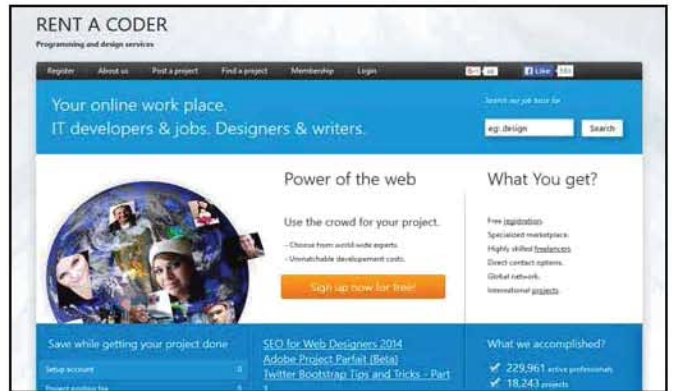 RENT A CODER
Programming and design services
Register About us Post a project Find a project Membership Login
Like
Your online work place.
IT developers & jobs. Designers & writers.
Search our job base for
eg: design Search
Power of the web
What You get?
Use the crowd for your project.
- Choose from world-wide experts.
- Unmatchable developement costs.
Sign up now for free!
Free registration.
Specialized marketplace.
Highly skilled freelancers.
Direct contact options.
Global network.
International projects.
Save while getting your project done
Setup account 0
Project posting fee
SEO for Web Designers 2014
Adobe Project Parfait (Beta)
Twitter Bootstrap Tips and Tricks - Part
What we accomplished?
229,961 active professionals
18,243 projects